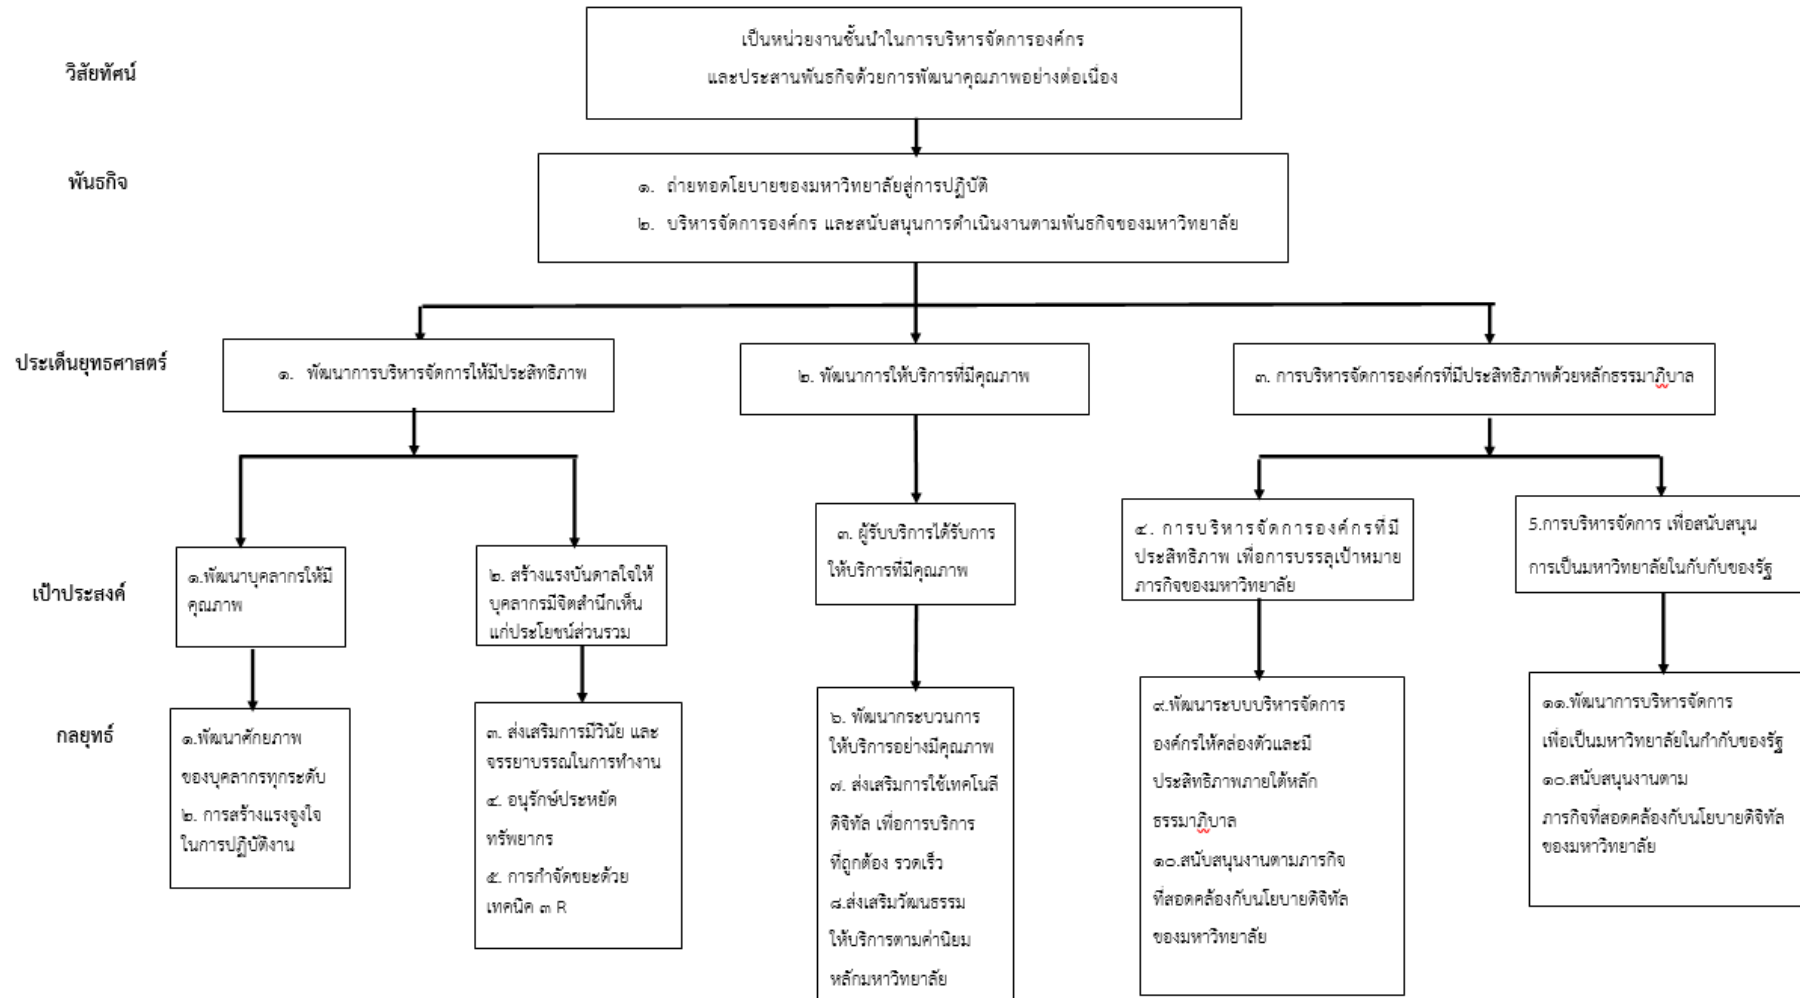 วิสัยทัศน์
เป็นหน่วยงานชั้นนำในการบริหารจัดการองค์กร
และประสานพันธกิจด้วยการพัฒนาคุณภาพอย่างต่อเนื่อง
พันธกิจ
๑. ถ่ายทอดโยบายของมหาวิทยาลัยสู่การปฏิบัติ
๒. บริหารจัดการองค์กร และสนับสนุนการดำเนินงานตามพันธกิจของมหาวิทยาลัย
ประเด็นยุทธศาสตร์
๑. พัฒนาการบริหารจัดการให้มีประสิทธิภาพ
๒. พัฒนาการให้บริการที่มีคุณภาพ
๓. การบริหารจัดการองค์กรที่มีประสิทธิภาพด้วยหลักธรรมาภิบาล
เป้าประสงค์
๑.พัฒนาบุคลากรให้มี
คุณภาพ
๒. สร้างแรงบันดาลใจให้
บุคลากรมีจิตสำนึกเห็น
แก่ประโยชน์ส่วนรวม
๓. ผู้รับบริการได้รับการ
ให้บริการที่มีคุณภาพ
๔. การบริหารจัดการองค์กรที่มี
ประสิทธิภาพ เพื่อการบรรลุเป้าหมาย
ภารกิจของมหาวิทยาลัย
5.การบริหารจัดการ เพื่อสนับสนุน
การเป็นมหาวิทยาลัยในกับกับของรัฐ
กลยุทธ์
๑.พัฒนาศักยภาพ
ของบุคลากรทุกระดับ
๒. การสร้างแรงจูงใจ
ในการปฏิบัติงาน
๓. ส่งเสริมการมีวินัย และ
จรรยาบรรณในการทำงาน
๔. อนุรักษ์ประหยัด
ทรัพยากร
๕. การกำจัดขยะด้วย
เทคนิค ๓ R
๖. พัฒนากระบวนการ
ให้บริการอย่างมีคุณภาพ
๗. ส่งเสริมการใช้เทคโนลี
ดิจิทัล เพื่อการบริการ
ที่ถูกต้อง รวดเร็ว
๘.ส่งเสริมวัฒนธรรม
ให้บริการตามค่านิยม
หลักมหาวิทยาลัย
๙.พัฒนาระบบบริหารจัดการ
องค์กรให้คล่องตัวและมี
ประสิทธิภาพภายใต้หลัก
ธรรมาภิบาล
๑๐.สนับสนุนงานตามภารกิจ
ที่สอดคล้องกับนโยบายดิจิทัล
ของมหาวิทยาลัย
๑๑.พัฒนาการบริหารจัดการ
เพื่อเป็นมหาวิทยาลัยในกำกับของรัฐ
๑๐.สนับสนุนงานตาม
ภารกิจที่สอดคล้องกับนโยบายดิจิทัล
ของมหาวิทยาลัย